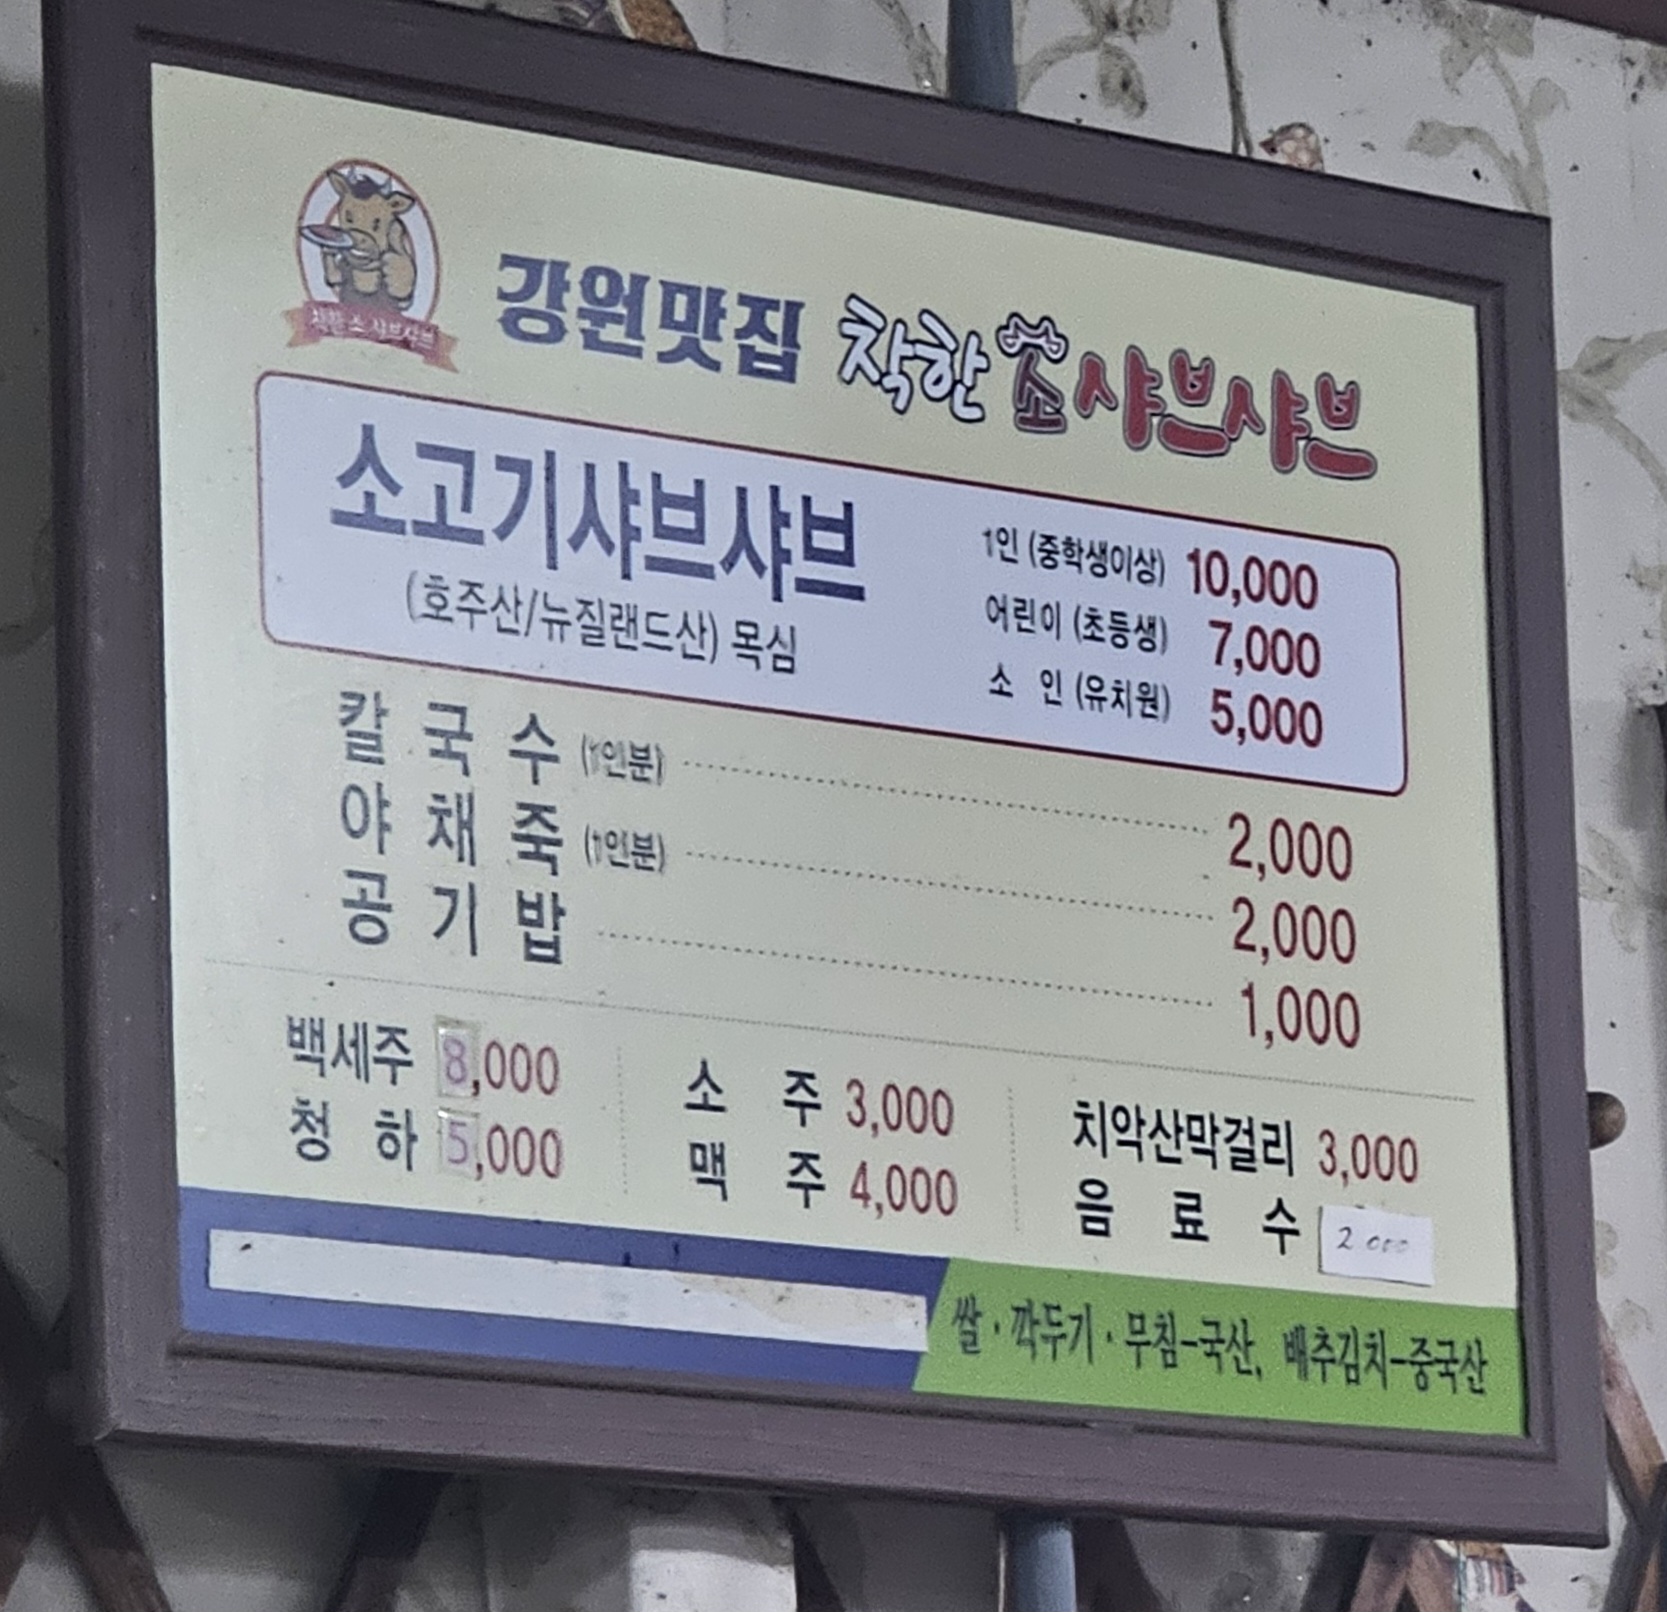 착한 소 샤브샤브
강원맛집 착한 소 샤브샤브
소고기샤브샤브
(호주산/뉴질랜드산) 목심
1인 (중학생이상) 10,000
어린이 (초등생) 7,000
소 인 (유치원) 5,000
칼 국 수 (1인분) 2,000
야 채 죽 (1인분) 2,000
공 기 밥 1,000
백세주 8,000
청 하 5,000
소 주 3,000
맥 주 4,000
치악산막걸리 3,000
음 료 수 2000
쌀·깍두기·무침-국산, 배추김치-중국산